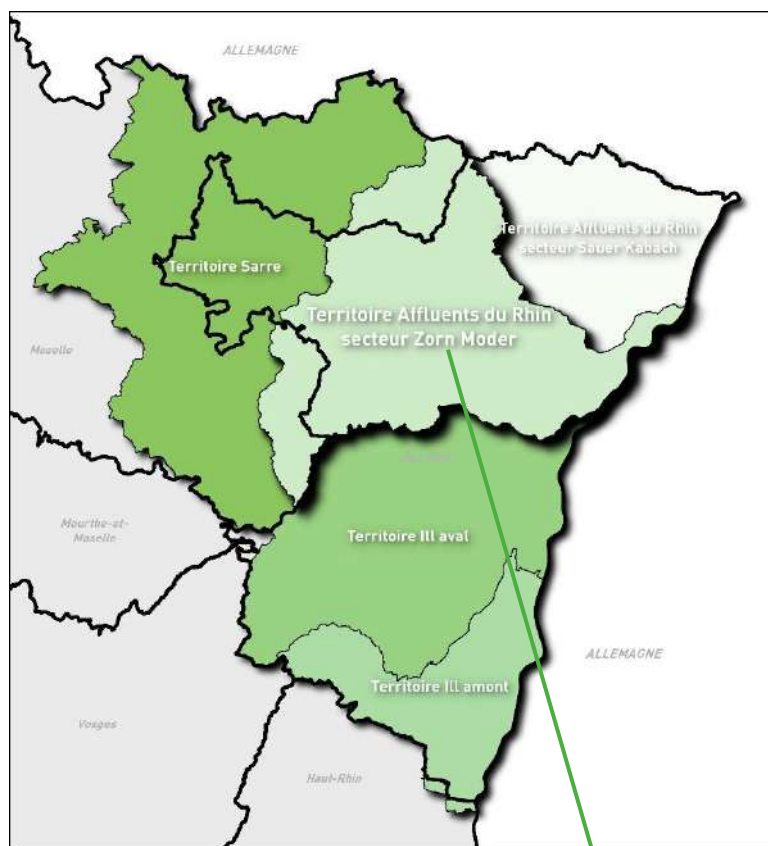 ALLEMAGNE
Territoire Affluents du Rhin
secteur Sauer Kabach
Territoire Sarre
Territoire Affluents du Rhin
secteur Zorn Moder
Moselle
Mourthe-et-
Moselle
Territoire Ill aval
ALLEMAGNE
Territoire Ill amont
Vosges
Haut-Rhin